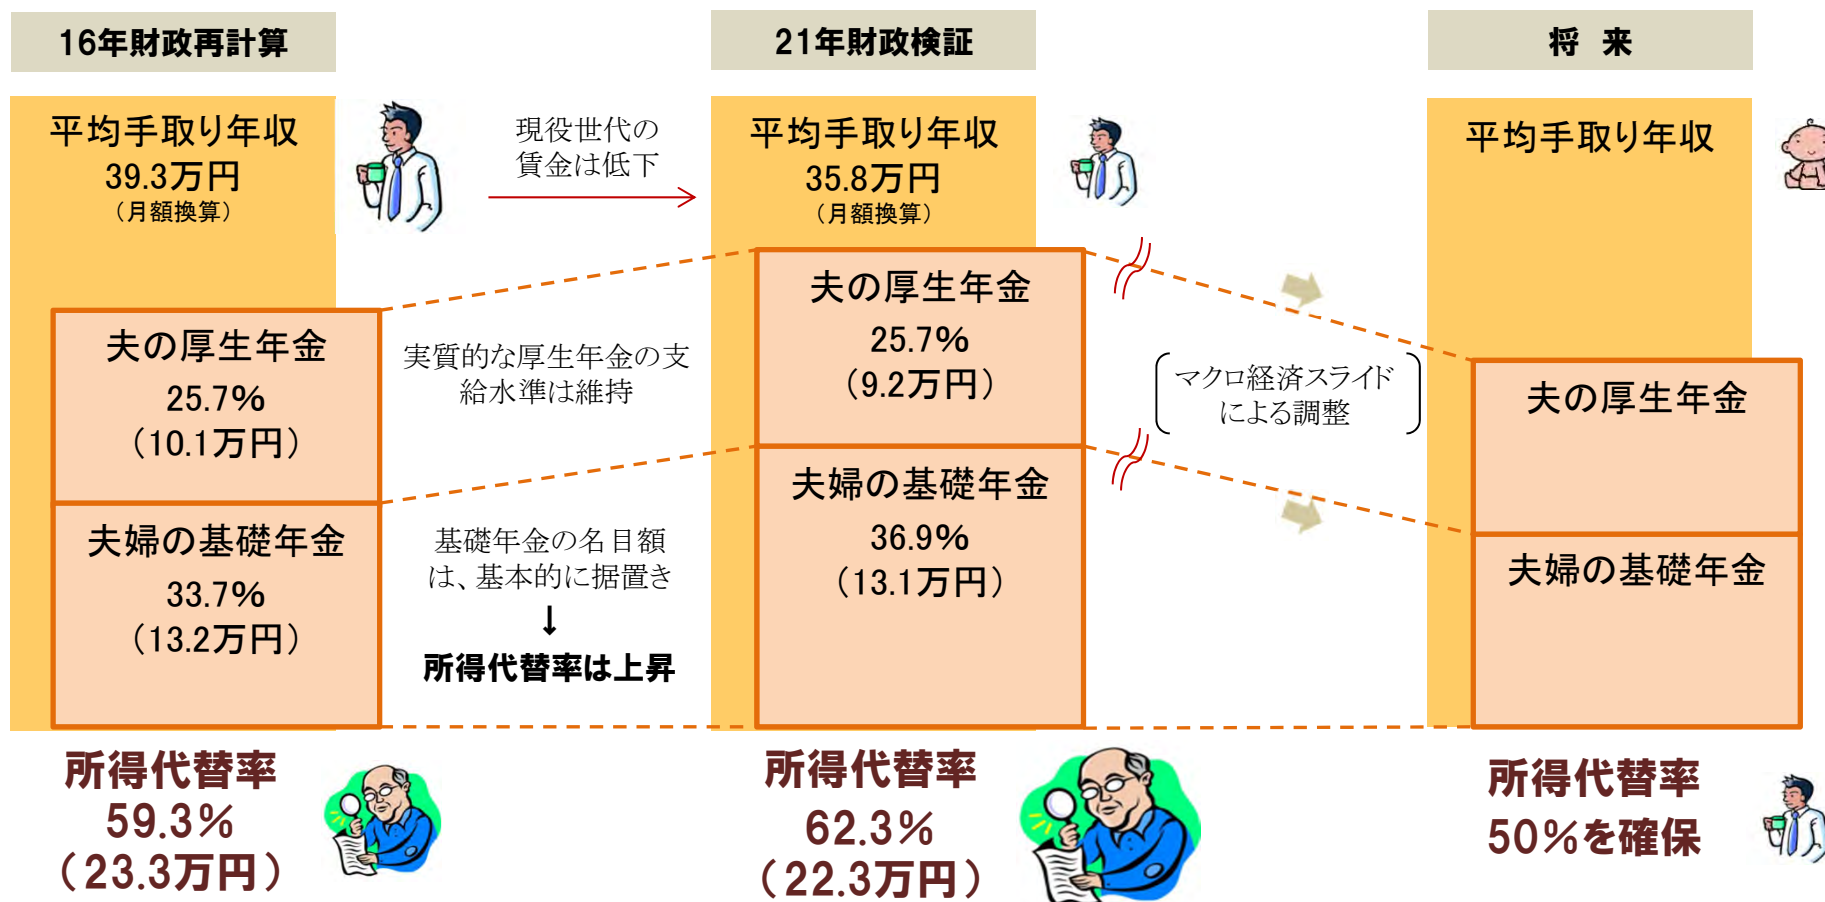 16年財政再計算
平均手取り年収
39.3万円
（月額換算）
夫の厚生年金
25.7%
（10.1万円）
夫婦の基礎年金
33.7%
（13.2万円）
所得代替率
59.3%
（23.3万円）
現役世代の
賃金は低下
実質的な厚生年金の支
給水準は維持
基礎年金の名目額
は、基本的に据置き
↓
所得代替率は上昇
21年財政検証
平均手取り年収
35.8万円
（月額換算）
夫の厚生年金
25.7%
（9.2万円）
夫婦の基礎年金
36.9%
（13.1万円）
所得代替率
62.3%
（22.3万円）
マクロ経済スライド
による調整
将 来
平均手取り年収
夫の厚生年金
夫婦の基礎年金
所得代替率
50%を確保